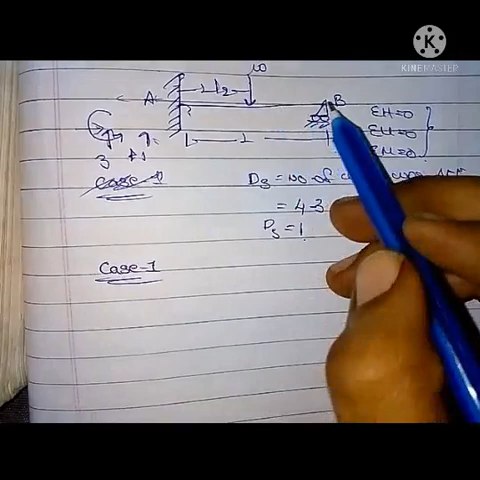 K
KINEMASTER
W
L/2
A
B
L
ΣH=0
ΣH=0
ΣM=0
3
Case-1
Ds = no of
= 4-3
Ds = 1
Case-1